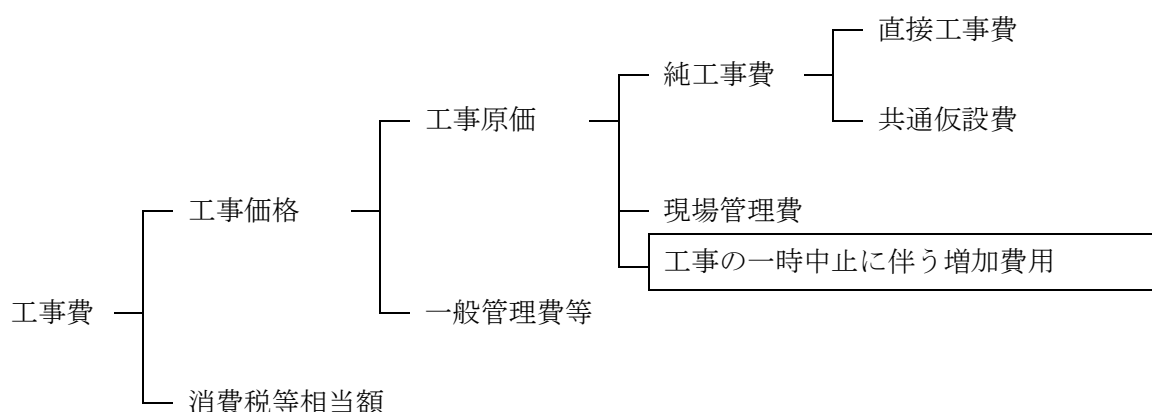 直接工事費
純工事費
共通仮設費
工事原価
工事価格
現場管理費
工事の一時中止に伴う増加費用
工事費
一般管理費等
消費税等相当額